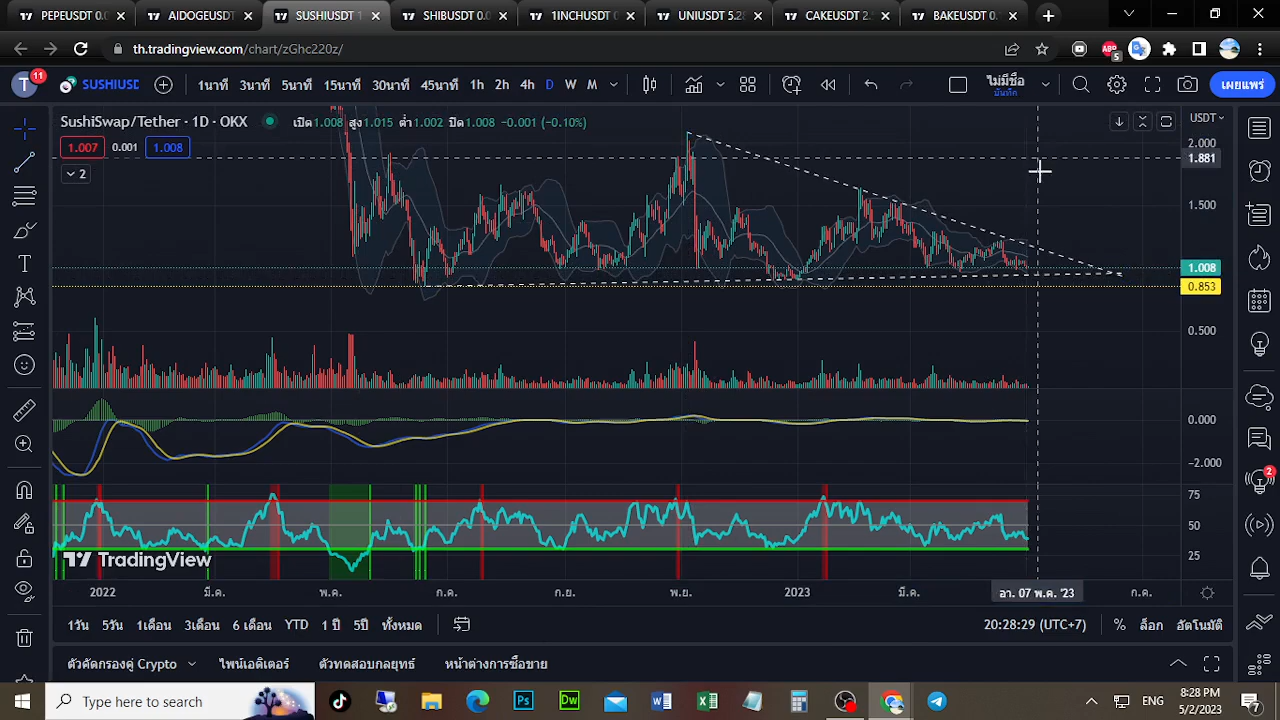 PEPEUSDT 0.0
AIDOGEUSDT
SUSHIUSDT 1
SHIBUSDT 0.0
1INCHUSDT
UNIUSDT 5.28
CAKEUSDT 2.5
BAKEUSDT 0.
th.tradingview.com/chart/zGhc220z/
5
T
11
SUSHIUSD
1นาที
3นาที
5นาที
15นาที
30นาที
45นาที
1h
2h
4h
D
W
M
ไม่มีชื่อ
บันทึก
เผยแพร่
SushiSwap/Tether · 1D · OKX
เปิด1.008 สูง1.015 ต่ำ1.002 ปิด1.008 -0.001 (-0.10%)
USDT
1.007
0.001
1.008
2
2.000
1.881
1.500
1.008
0.853
0.500
0.000
-2.000
75
50
25
TradingView
2022
มี.ค.
พ.ค.
ก.ค.
ก.ย.
พ.ย.
2023
มี.ค.
อา. 07 พ.ค. '23
ก.ค.
2
1วัน
5วัน
1เดือน
3เดือน
6 เดือน
YTD
1 ปี
5ปี
ทั้งหมด
20:28:29 (UTC+7)
%
ล็อก
อัตโนมัติ
ตัวคัดกรองคู่ Crypto
ไพน์เอดิเตอร์
ตัวทดสอบกลยุทธ์
หน้าต่างการซื้อขาย
Type here to search
Ps
Dw
ENG
8:28 PM
5/2/2023
7